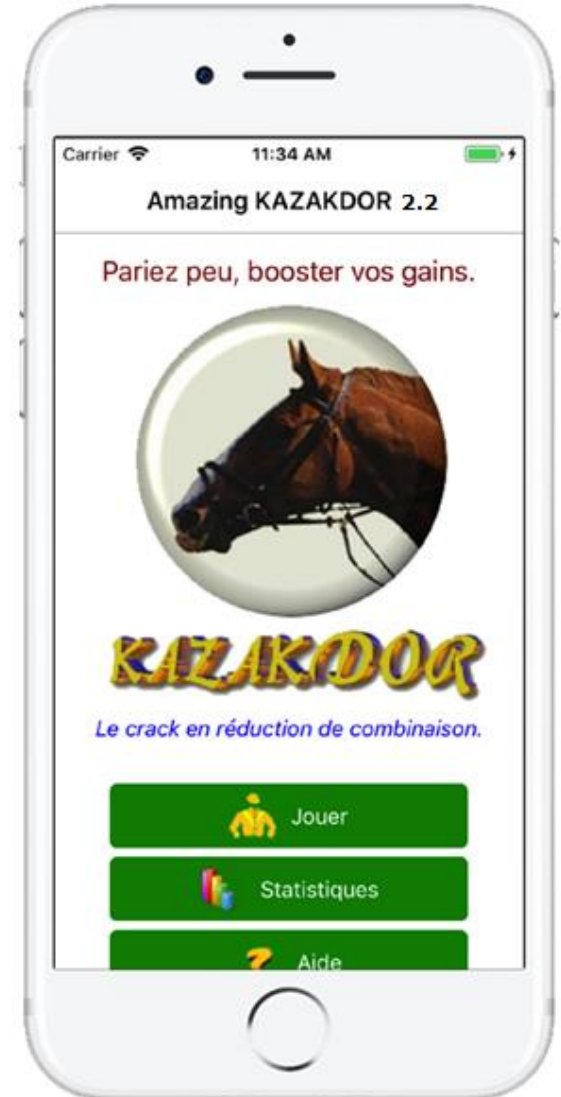 Carrier 11:34 AM
Amazing KAZAKDOR 2.2
Pariez peu, booster vos gains.
KAZAKDOR
Le crack en réduction de combinaison.
Jouer
Statistiques
Aide